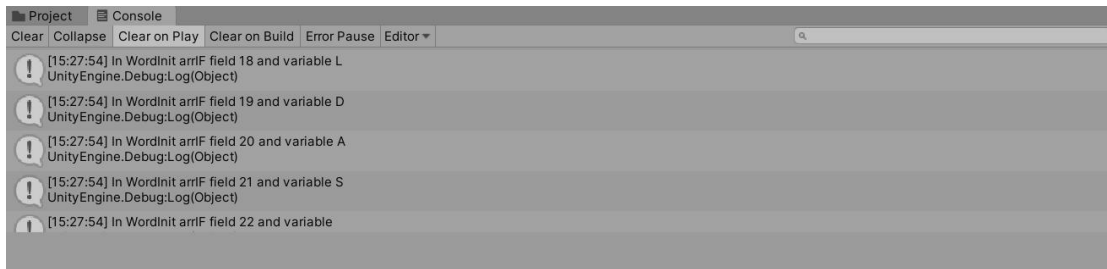 Project Console
Clear Collapse Clear on Play Clear on Build Error Pause Editor
[15:27:54] In WordInit arrIF field 18 and variable L
UnityEngine.Debug:Log(Object)
[15:27:54] In WordInit arrIF field 19 and variable D
UnityEngine.Debug:Log(Object)
[15:27:54] In WordInit arrIF field 20 and variable A
UnityEngine.Debug:Log(Object)
[15:27:54] In WordInit arrIF field 21 and variable S
UnityEngine.Debug:Log(Object)
[15:27:54] In WordInit arrIF field 22 and variable